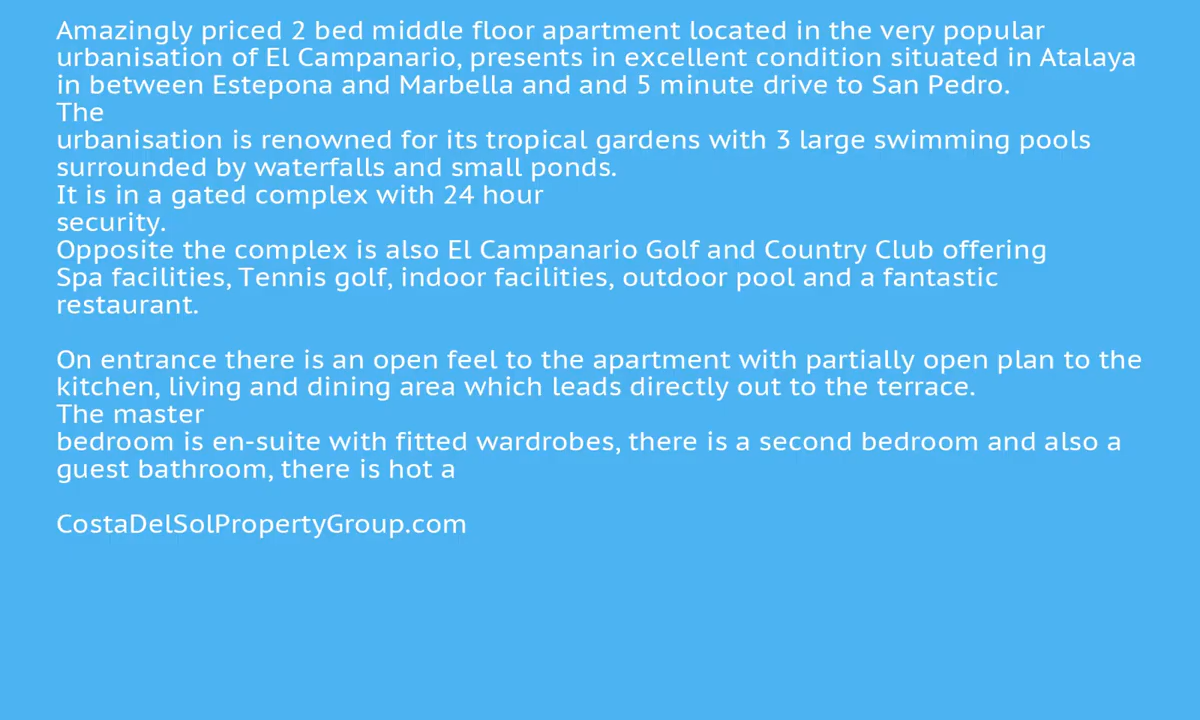 Amazingly priced 2 bed middle floor apartment located in the very popular
urbanisation of El Campanario, presents in excellent condition situated in Atalaya
in between Estepona and Marbella and and 5 minute drive to San Pedro.
The
urbanisation is renowned for its tropical gardens with 3 large swimming pools
surrounded by waterfalls and small ponds.
It is in a gated complex with 24 hour
security.
Opposite the complex is also El Campanario Golf and Country Club offering
Spa facilities, Tennis golf, indoor facilities, outdoor pool and a fantastic
restaurant.
On entrance there is an open feel to the apartment with partially open plan to the
kitchen, living and dining area which leads directly out to the terrace.
The master
bedroom is en-suite with fitted wardrobes, there is a second bedroom and also a
guest bathroom, there is hot a
CostaDelSolPropertyGroup.com